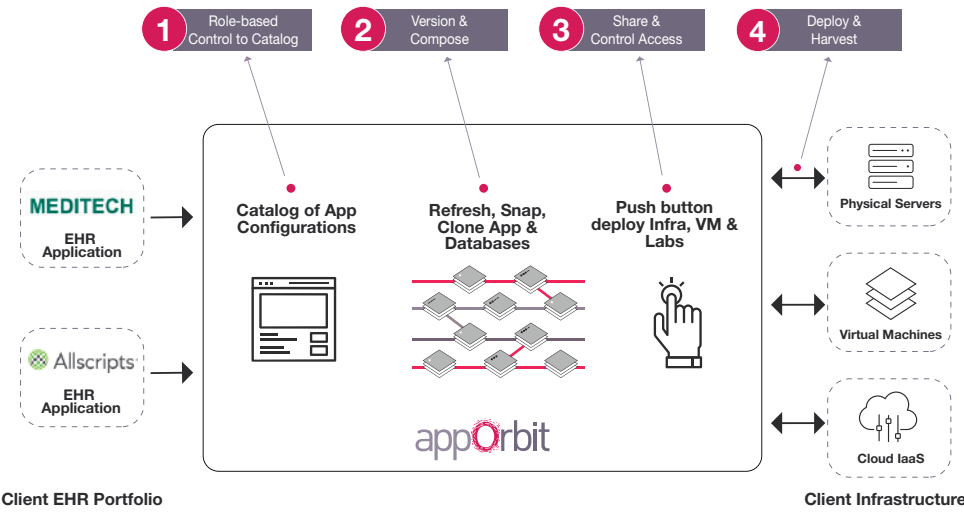 1
Role-based
Control to Catalog
2
Version &
Compose
3
Share &
Control Access
4
Deploy &
Harvest
MEDITECH
EHR
Application
Allscripts
EHR
Application
Catalog of App
Configurations
Refresh, Snap,
Clone App &
Databases
Push button
deploy Infra, VM &
Labs
appOrbit
Physical Servers
Virtual Machines
Cloud IaaS
Client EHR Portfolio
Client Infrastructure